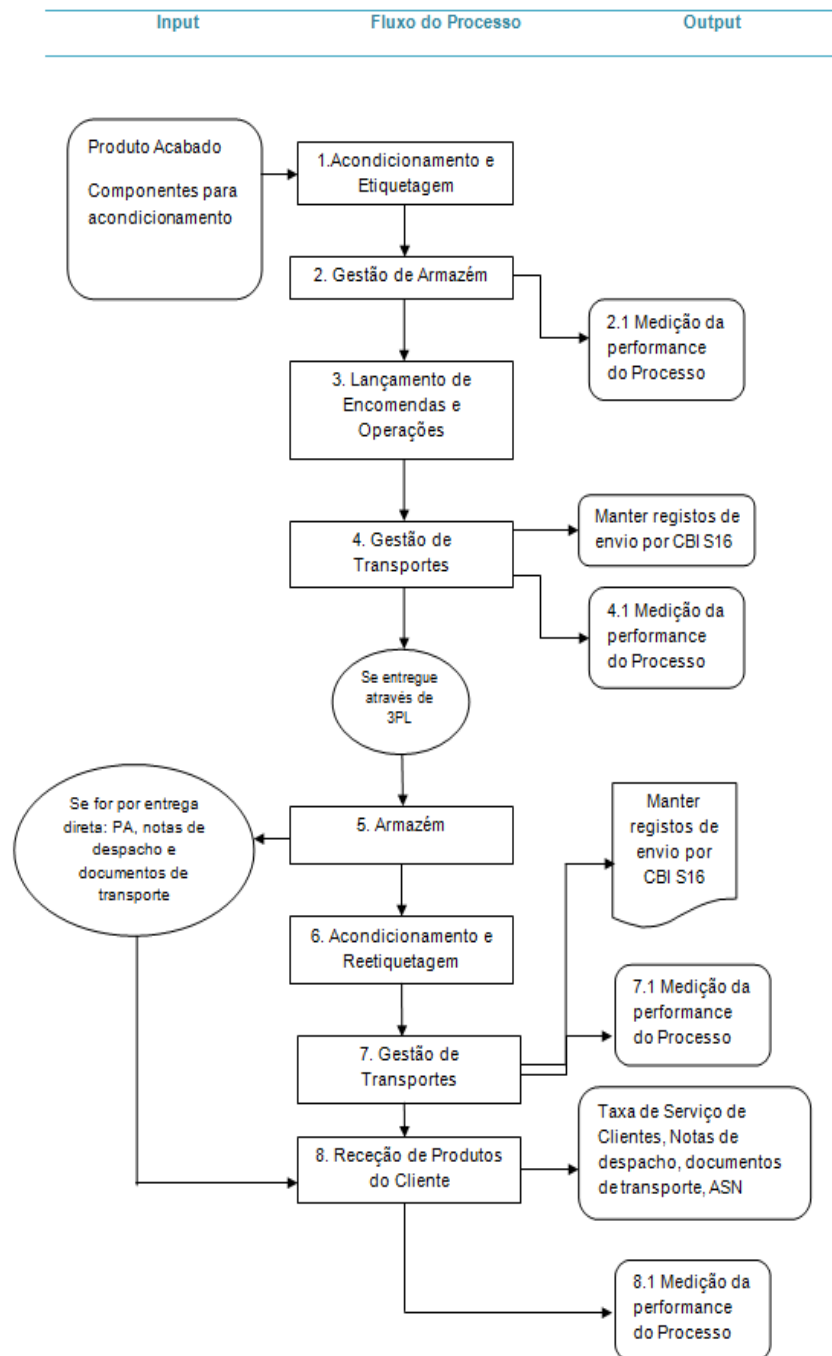 Input Fluxo do Processo Output
Produto Acabado
Componentes para
acondicionamento
1.Acondicionamento e
Etiquetagem
2. Gestão de Armazém
2.1 Medição da
performance
do Processo
3. Lançamento de
Encomendas e
Operações
4. Gestão de
Transportes
Manter registos de
envio por CBI S16
4.1 Medição da
performance
do Processo
Se entregue
através de
3PL
Se for por entrega
direta: PA, notas de
despacho e
documentos de
transporte
5. Armazém
Manter
registos de
envio por
CBI S16
6. Acondicionamento e
Reetiquetagem
7. Gestão de
Transportes
7.1 Medição da
performance
do Processo
8. Receção de Produtos
do Cliente
Taxa de Serviço de
Clientes, Notas de
despacho, documentos
de transporte, ASN
8.1 Medição da
performance
do Processo